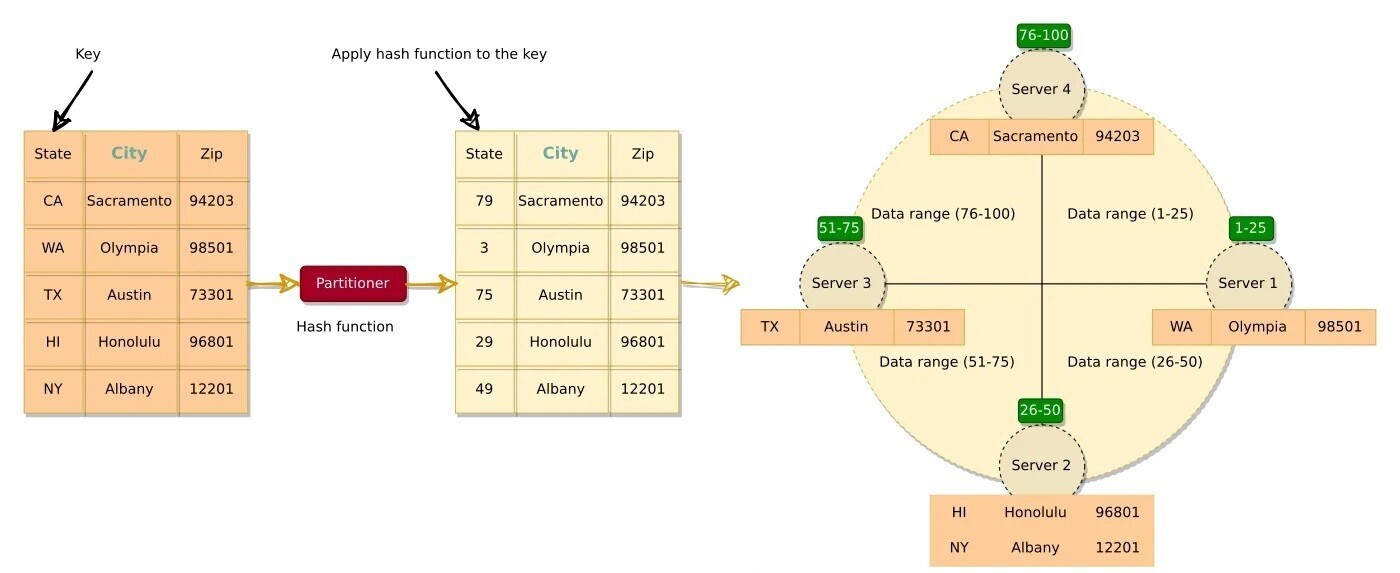 Key
State City Zip
CA Sacramento 94203
WA Olympia 98501
TX Austin 73301
HI Honolulu 96801
NY Albany 12201
Partitioner
Hash function
Apply hash function to the key
State City Zip
79 Sacramento 94203
3 Olympia 98501
75 Austin 73301
29 Honolulu 96801
49 Albany 12201
76-100
Server 4
CA Sacramento 94203
Data range (76-100)
Data range (1-25)
51-75
Server 3
TX Austin 73301
1-25
Server 1
WA Olympia 98501
Data range (51-75)
Data range (26-50)
26-50
Server 2
HI Honolulu 96801
NY Albany 12201